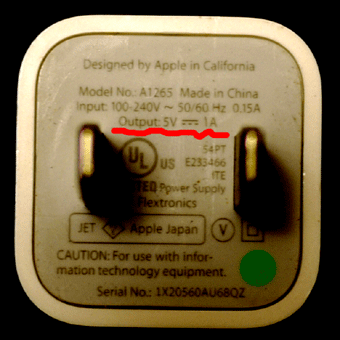 Designed by Apple in California
Model No.: A1265 Made in China
Input: 100-240V ~ 50/60 Hz 0.15A
Output: 5V ⎓ 1A
UL US
S4PT
E233466
ITE
Power Supply
Flextronics
JET Apple Japan V
CAUTION: For use with infor-
mation technology equipment.
Serial No.: 1X20560AU68QZ